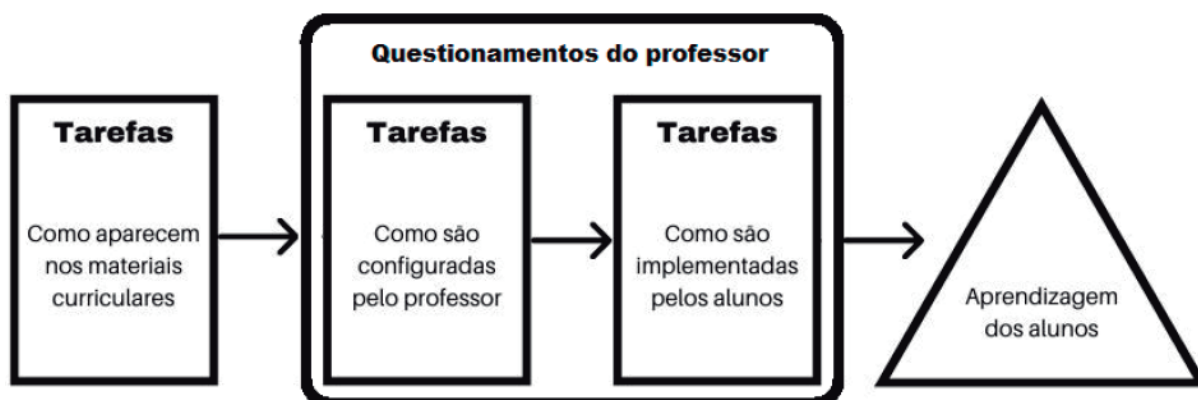 Questionamentos do professor
Tarefas
Como aparecem
nos materiais
curriculares
Tarefas
Como são
configuradas
pelo professor
Tarefas
Como são
implementadas
pelos alunos
Aprendizagem
dos alunos